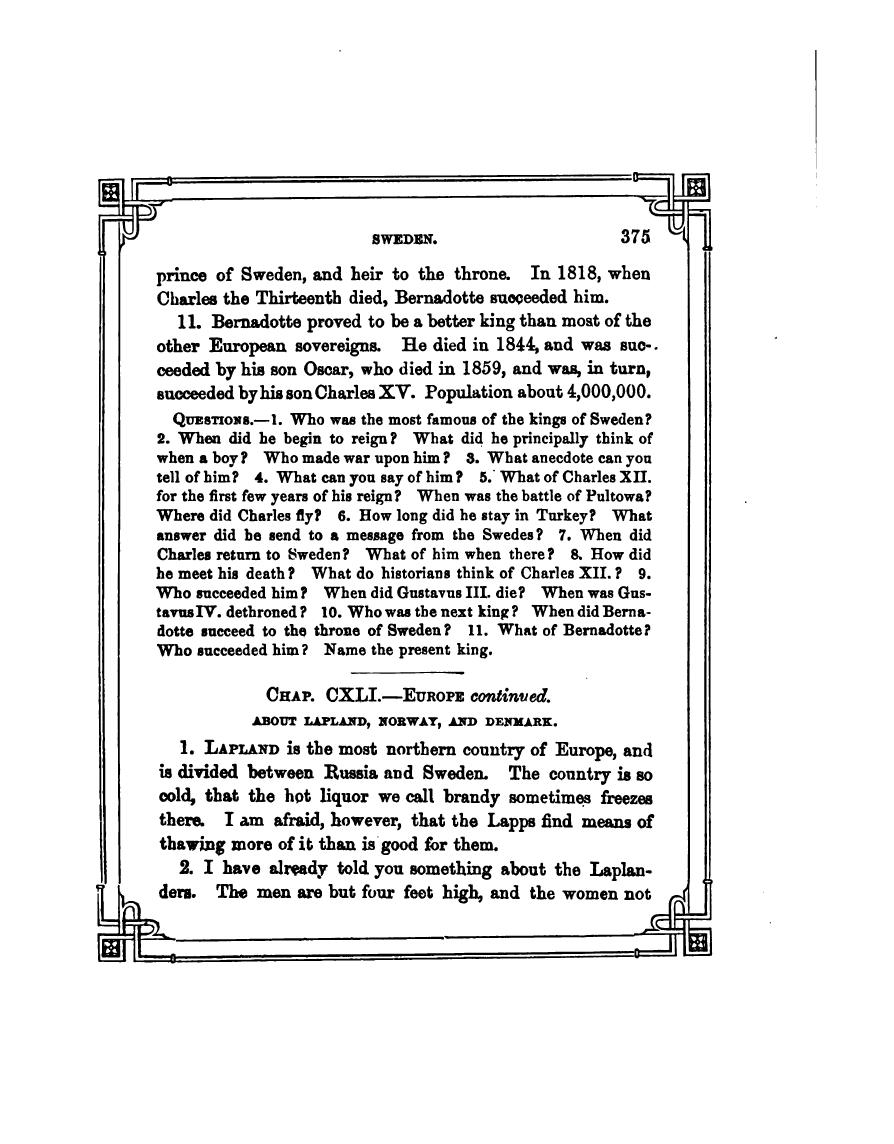 SWEDEN. 375
prince of Sweden, and heir to the throne. In 1818, when
Charles the Thirteenth died, Bernadotte succeeded him.
11. Bernadotte proved to be a better king than most of the
other European sovereigns. He died in 1844, and was suc-
ceeded by his son Oscar, who died in 1859, and was, in turn,
succeeded by his son Charles XV. Population about 4,000,000.
QUESTIONS.—1. Who was the most famous of the kings of Sweden?
2. When did he begin to reign? What did he principally think of
when a boy? Who made war upon him? 3. What anecdote can you
tell of him? 4. What can you say of him? 5. What of Charles XII.
for the first few years of his reign? When was the battle of Pultowa?
Where did Charles fly? 6. How long did he stay in Turkey? What
answer did he send to a message from the Swedes? 7. When did
Charles return to Sweden? What of him when there? 8. How did
he meet his death? What do historians think of Charles XII.? 9.
Who succeeded him? When did Gustavus III. die? When was Gus-
tavus IV. dethroned? 10. Who was the next king? When did Berna-
dotte succeed to the throne of Sweden? 11. What of Bernadotte?
Who succeeded him? Name the present king.
CHAP. CXLI.—EUROPE continued.
ABOUT LAPLAND, NORWAY, AND DENMARK.
1. LAPLAND is the most northern country of Europe, and
is divided between Russia and Sweden. The country is so
cold, that the hot liquor we call brandy sometimes freezes
there. I am afraid, however, that the Lapps find means of
thawing more of it than is good for them.
2. I have already told you something about the Laplan-
ders. The men are but four feet high, and the women not